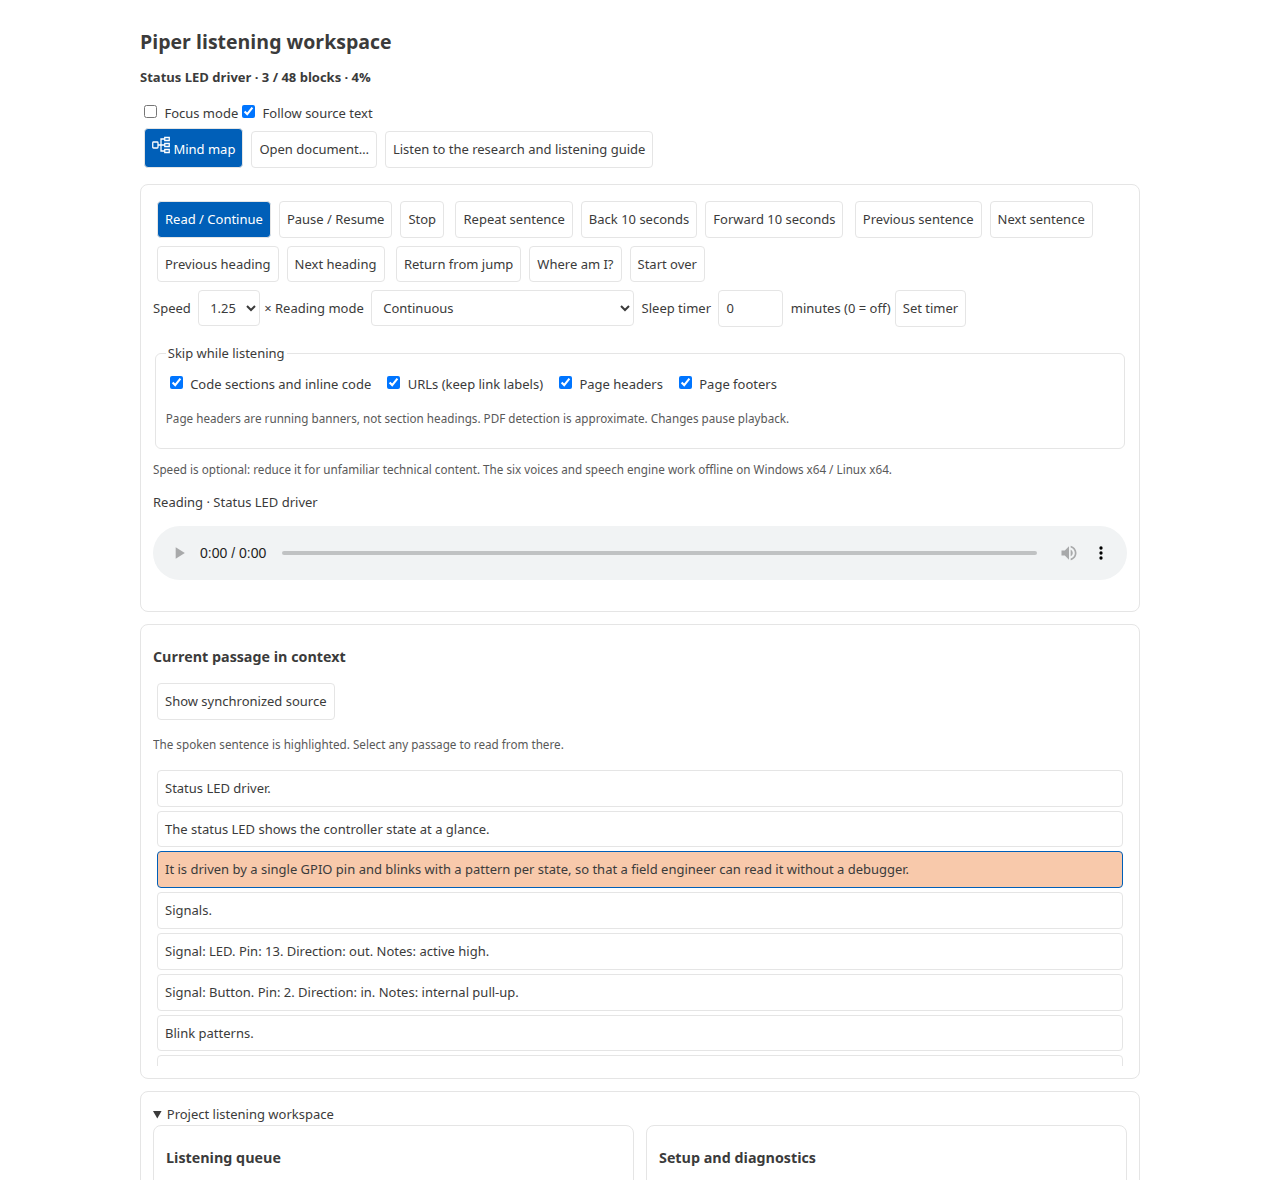 Piper listening workspace
Status LED driver · 3 / 48 blocks · 4%
Focus mode Follow source text
Mind map Open document... Listen to the research and listening guide
Read / Continue Pause / Resume Stop Repeat sentence Back 10 seconds Forward 10 seconds Previous sentence Next sentence
Previous heading Next heading Return from jump Where am I? Start over
Speed 1.25 × Reading mode Continuous Sleep timer 0 minutes (0 = off) Set timer
Skip while listening
Code sections and inline code URLs (keep link labels) Page headers Page footers
Page headers are running banners, not section headings. PDF detection is approximate. Changes pause playback.
Speed is optional: reduce it for unfamiliar technical content. The six voices and speech engine work offline on Windows x64 / Linux x64.
Reading · Status LED driver
0:00 / 0:00
Current passage in context
Show synchronized source
The spoken sentence is highlighted. Select any passage to read from there.
Status LED driver.
The status LED shows the controller state at a glance.
It is driven by a single GPIO pin and blinks with a pattern per state, so that a field engineer can read it without a debugger.
Signals.
Signal: LED. Pin: 13. Direction: out. Notes: active high.
Signal: Button. Pin: 2. Direction: in. Notes: internal pull-up.
Blink patterns.
Project listening workspace
Listening queue Setup and diagnostics